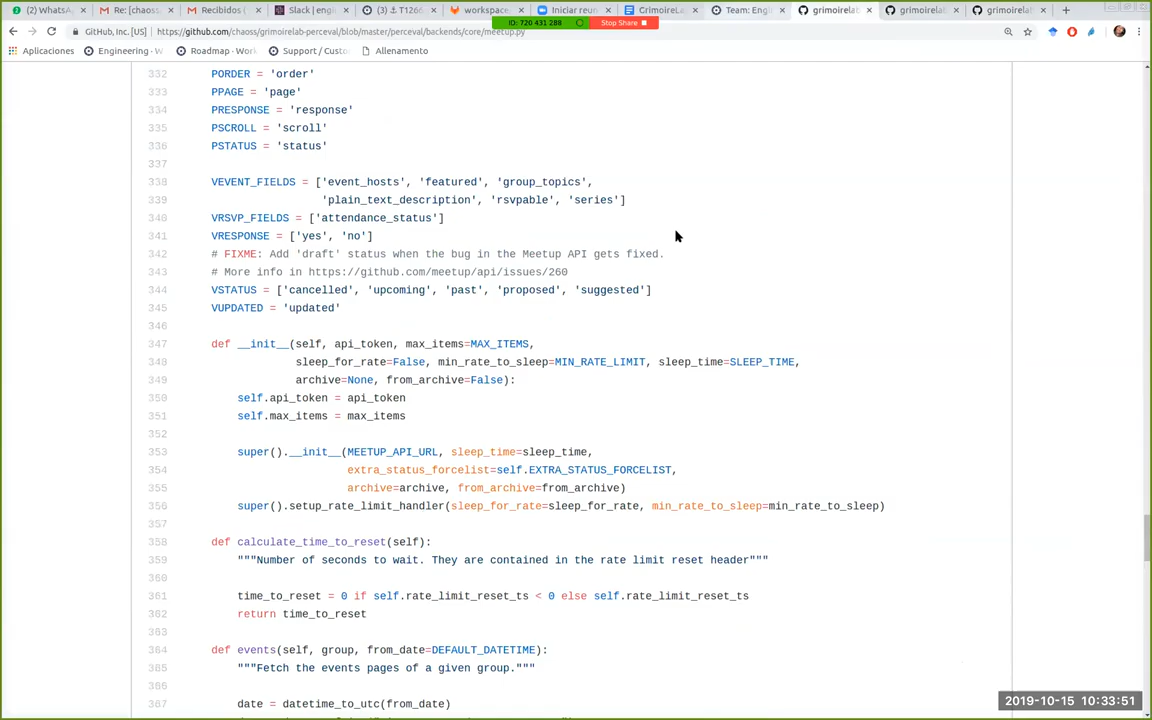 (2) WhatsA
Re: [chaoss
Recibidos (
Slack | engi
(3) ⚓ T1266
workspace
Iniciar reun
GrimoireLa
Team: Engi
grimoirelab
grimoirelab
grimoirelab
ID: 720 431 288
Stop Share
GitHub, Inc. [US]
https://github.com/chaoss/grimoirelab-perceval/blob/master/perceval/backends/core/meetup.py
Aplicaciones
Engineering · W
Roadmap · Work
Support / Custo
Allenamento
332 PORDER = 'order'
333 PPAGE = 'page'
334 PRESPONSE = 'response'
335 PSCROLL = 'scroll'
336 PSTATUS = 'status'
337
338 VEVENT_FIELDS = ['event_hosts', 'featured', 'group_topics',
339 'plain_text_description', 'rsvpable', 'series']
340 VRSVP_FIELDS = ['attendance_status']
341 VRESPONSE = ['yes', 'no']
342 # FIXME: Add 'draft' status when the bug in the Meetup API gets fixed.
343 # More info in https://github.com/meetup/api/issues/260
344 VSTATUS = ['cancelled', 'upcoming', 'past', 'proposed', 'suggested']
345 VUPDATED = 'updated'
346
347 def __init__(self, api_token, max_items=MAX_ITEMS,
348 sleep_for_rate=False, min_rate_to_sleep=MIN_RATE_LIMIT, sleep_time=SLEEP_TIME,
349 archive=None, from_archive=False):
350 self.api_token = api_token
351 self.max_items = max_items
352
353 super().__init__(MEETUP_API_URL, sleep_time=sleep_time,
354 extra_status_forcelist=self.EXTRA_STATUS_FORCELIST,
355 archive=archive, from_archive=from_archive)
356 super().setup_rate_limit_handler(sleep_for_rate=sleep_for_rate, min_rate_to_sleep=min_rate_to_sleep)
357
358 def calculate_time_to_reset(self):
359 """Number of seconds to wait. They are contained in the rate limit reset header"""
360
361 time_to_reset = 0 if self.rate_limit_reset_ts < 0 else self.rate_limit_reset_ts
362 return time_to_reset
363
364 def events(self, group, from_date=DEFAULT_DATETIME):
365 """Fetch the events pages of a given group."""
366
367 date = datetime_to_utc(from_date)
2019-10-15 10:33:51